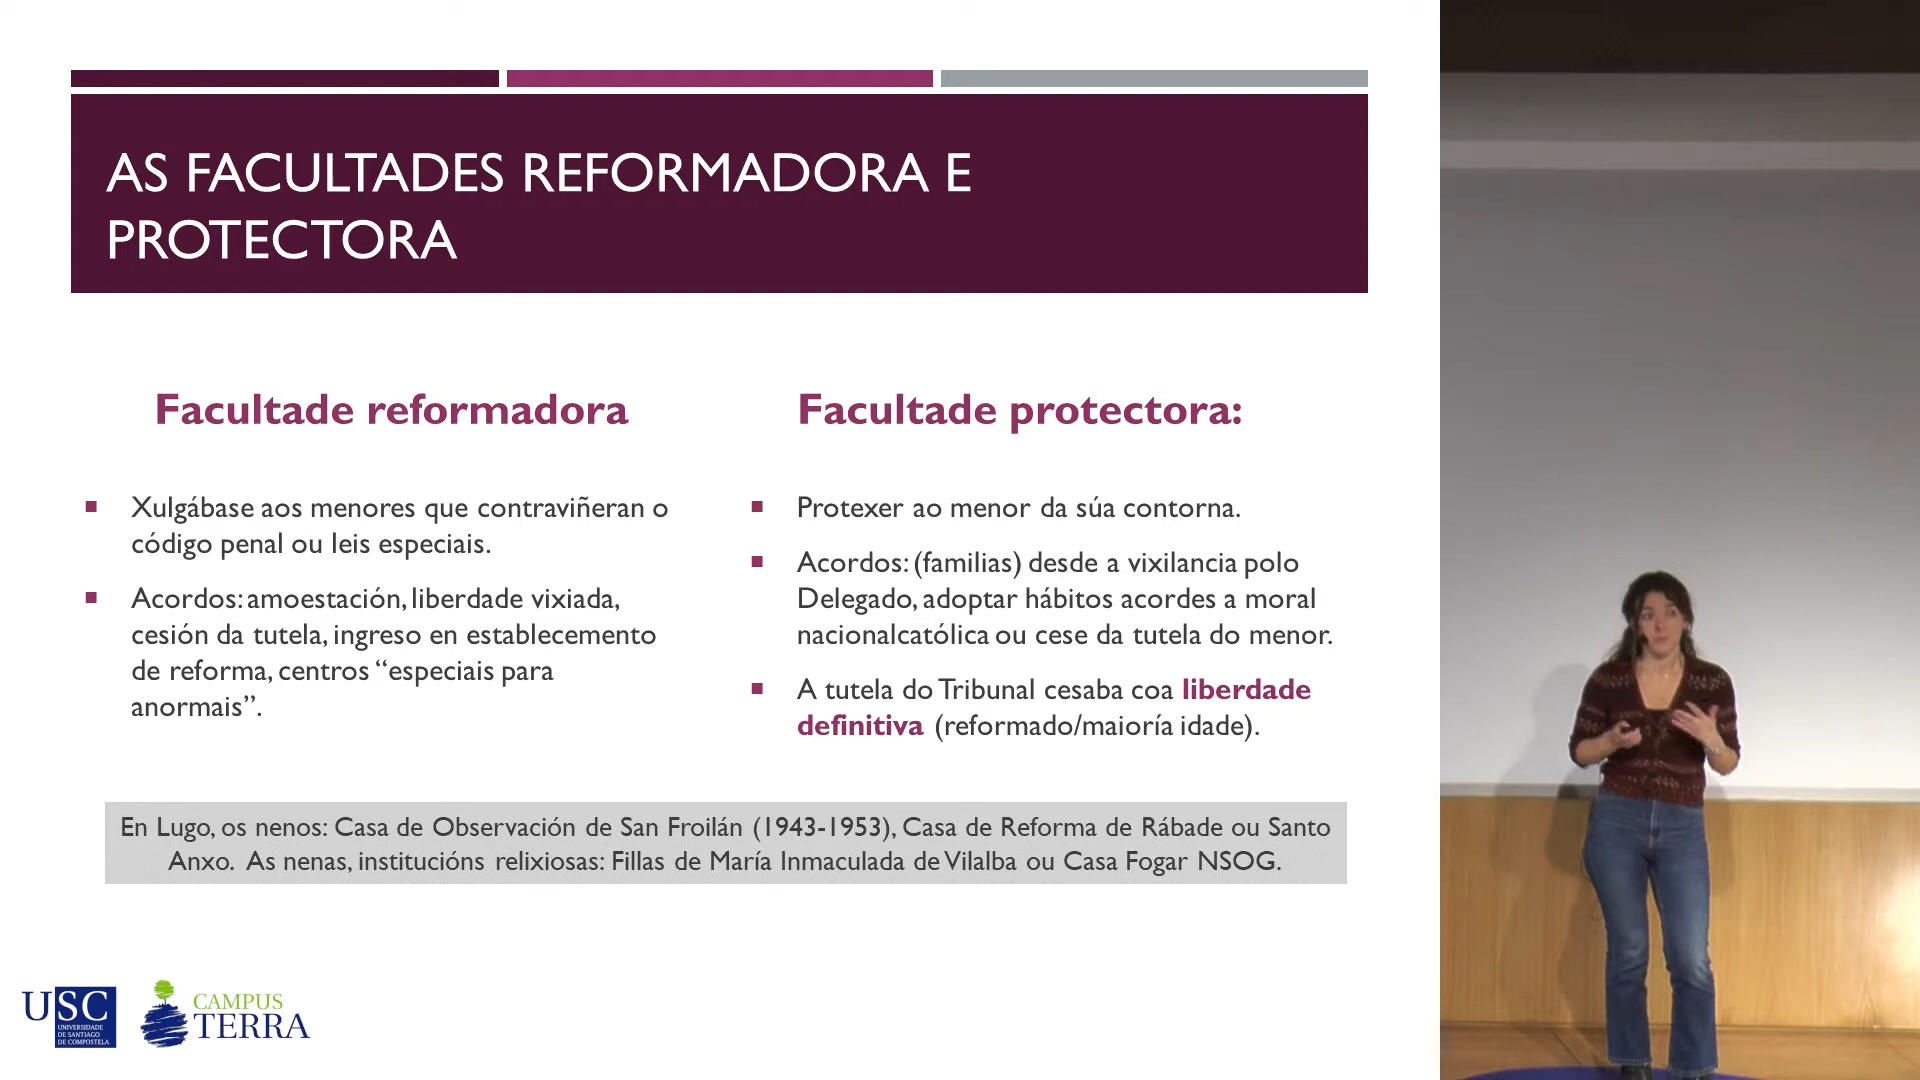 AS FACULTADES REFORMADORA E
PROTECTORA
Facultade reformadora
Xulgábase aos menores que contraviñeran o
código penal ou leis especiais.
Acordos: amoestación, liberdade vixiada,
cesión da tutela, ingreso en establecemento
de reforma, centros “especiais para
anormais”.
Facultade protectora:
Protexer ao menor da súa contorna.
Acordos: (familias) desde a vixilancia polo
Delegado, adoptar hábitos acordes a moral
nacionalcatólica ou cese da tutela do menor.
A tutela do Tribunal cesaba coa liberdade
definitiva (reformado/maioría idade).
En Lugo, os nenos: Casa de Observación de San Froilán (1943-1953), Casa de Reforma de Rábade ou Santo
Anxo. As nenas, institucións relixiosas: Fillas de María Inmaculada de Vilalba ou Casa Fogar NSOG.
USC
UNIVERSIDADE
DE SANTIAGO
DE COMPOSTELA
CAMPUS
TERRA